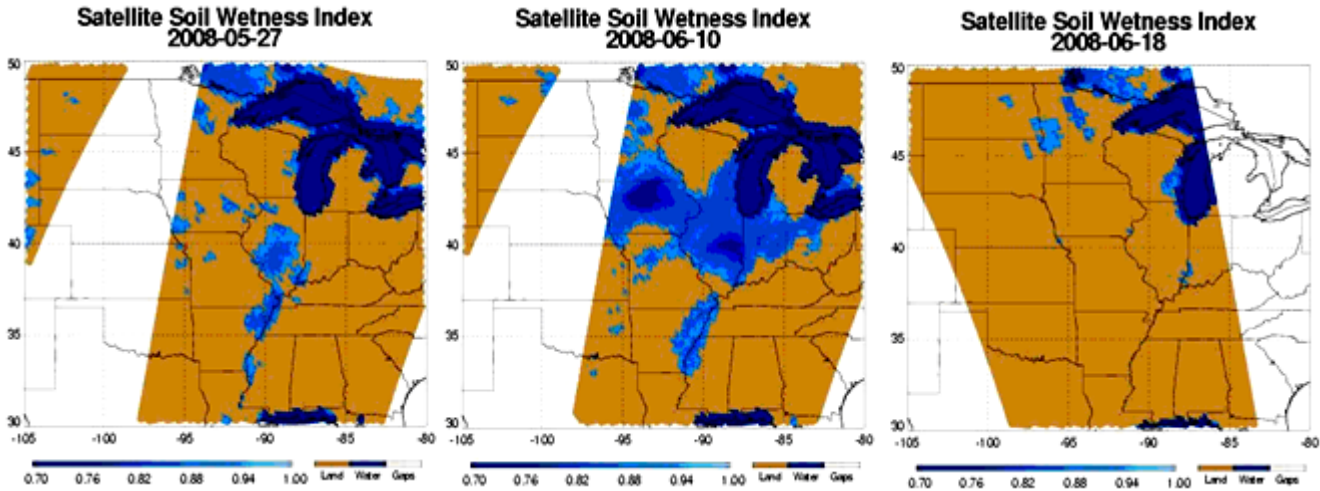 Satellite Soil Wetness Index
2008-05-27
50
45
40
35
30
-105 -100 -95 -90 -85 -80
0.70 0.76 0.82 0.88 0.94 1.00
Land Water Gaps
Satellite Soil Wetness Index
2008-06-10
50
45
40
35
30
-105 -100 -95 -90 -85 -80
0.70 0.76 0.82 0.88 0.94 1.00
Land Water Gaps
Satellite Soil Wetness Index
2008-06-18
50
45
40
35
30
-105 -100 -95 -90 -85 -80
0.70 0.76 0.82 0.88 0.94 1.00
Land Water Gaps